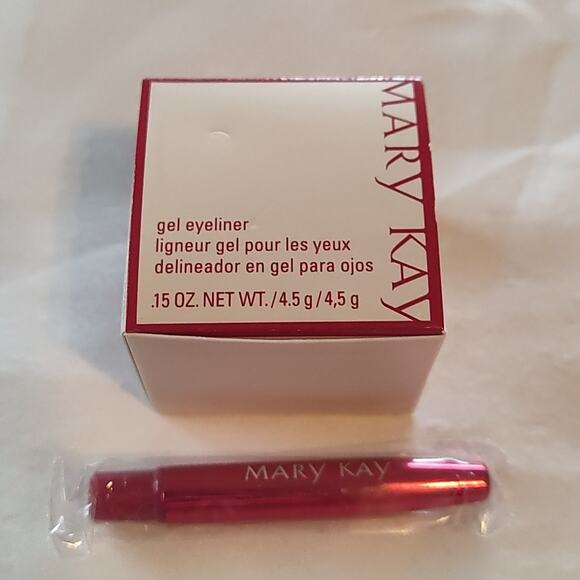 MARY KAY
gel eyeliner
ligneur gel pour les yeux
delineador en gel para ojos
.15 OZ. NET WT. / 4.5 g / 4,5 g
MARY KAY